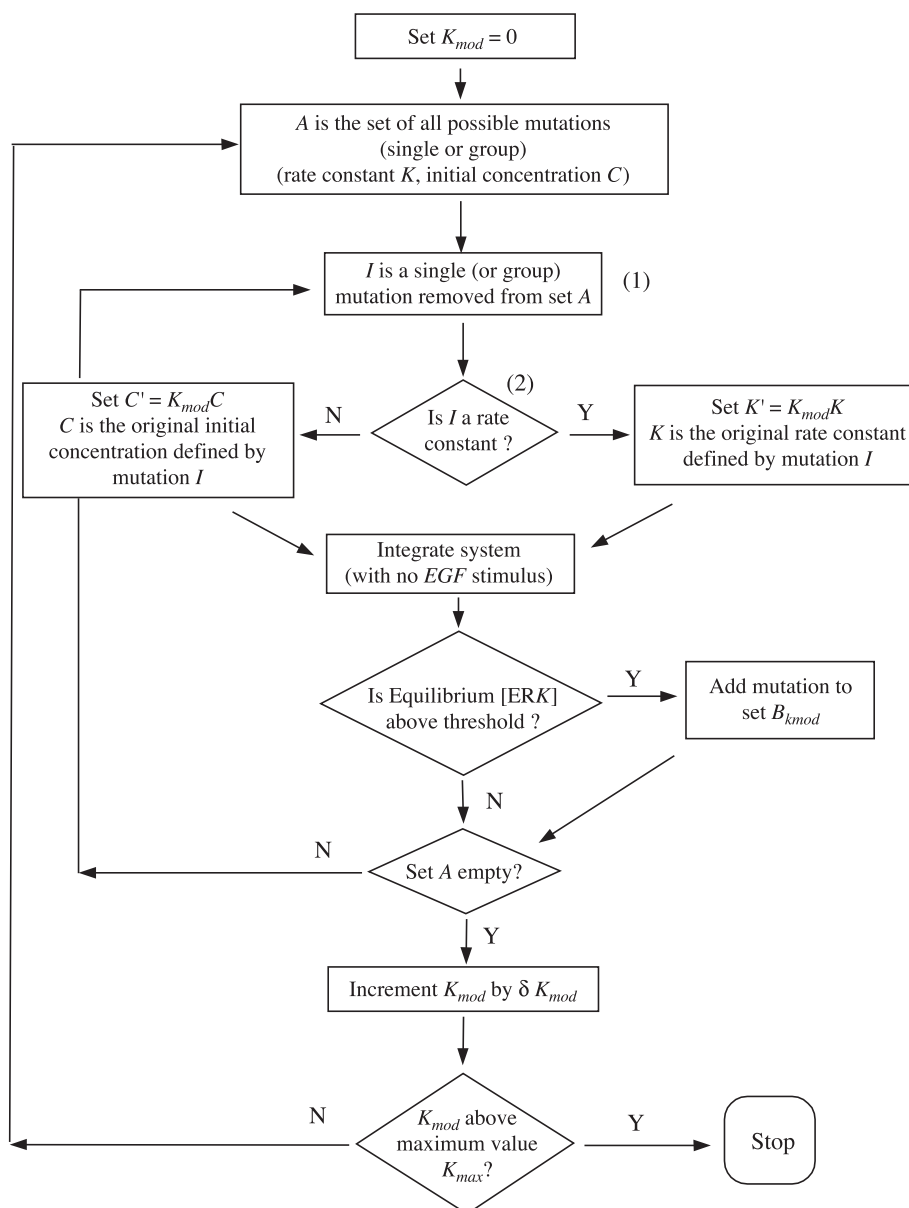 Set K_mod = 0
A is the set of all possible mutations
(single or group)
(rate constant K, initial concentration C)
I is a single (or group)
mutation removed from set A
(1)
(2)
Is I a rate
constant ?
N
Y
Set C' = K_mod C
C is the original initial
concentration defined by
mutation I
Set K' = K_mod K
K is the original rate constant
defined by mutation I
Integrate system
(with no EGF stimulus)
Is Equilibrium [ERK]
above threshold ?
Y
Add mutation to
set B_kmod
N
Set A empty?
N
Y
Increment K_mod by δ K_mod
K_mod above
maximum value
K_max?
N
Y
Stop